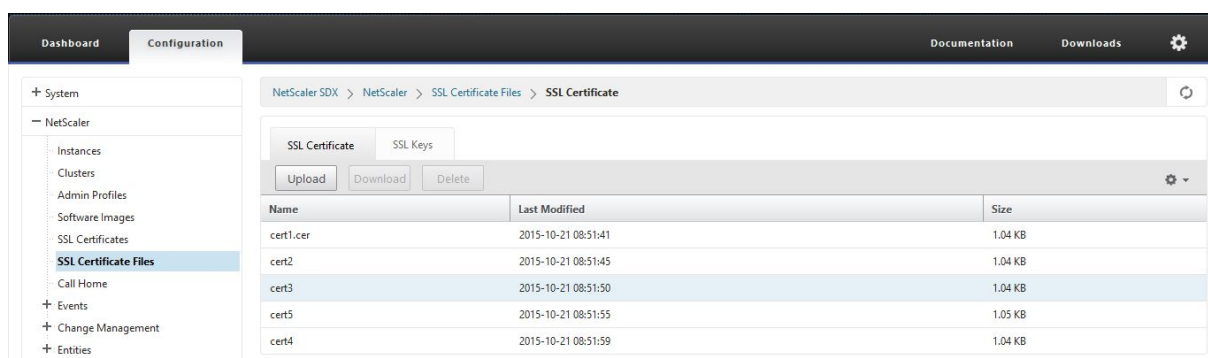 Dashboard Configuration Documentation Downloads
+ System
− NetScaler
Instances
Clusters
Admin Profiles
Software Images
SSL Certificates
SSL Certificate Files
Call Home
+ Events
+ Change Management
+ Entities
NetScaler SDX > NetScaler > SSL Certificate Files > SSL Certificate
SSL Certificate SSL Keys
Upload Download Delete
Name Last Modified Size
cert1.cer 2015-10-21 08:51:41 1.04 KB
cert2 2015-10-21 08:51:45 1.04 KB
cert3 2015-10-21 08:51:50 1.04 KB
cert5 2015-10-21 08:51:55 1.05 KB
cert4 2015-10-21 08:51:59 1.04 KB